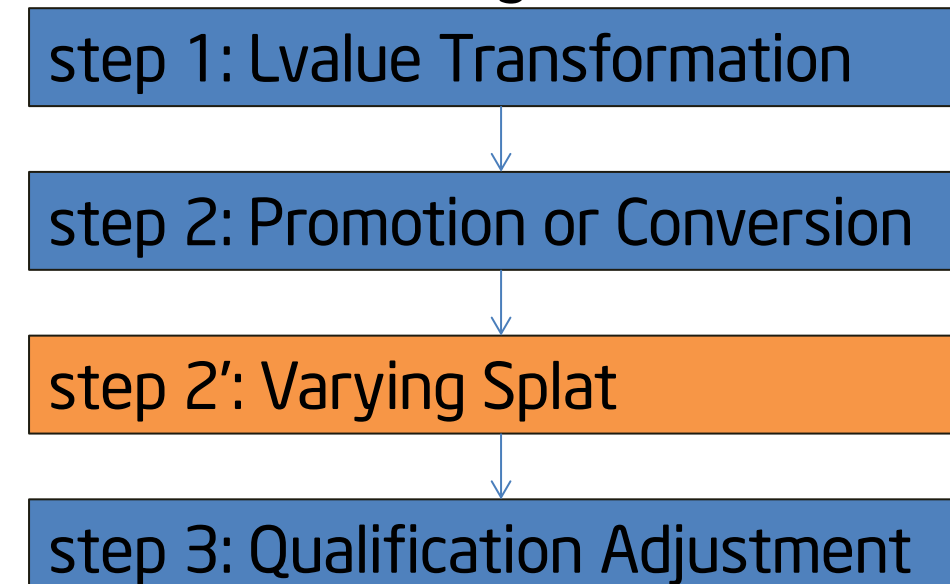 step 1: Lvalue Transformation
step 2: Promotion or Conversion
step 2': Varying Splat
step 3: Qualification Adjustment